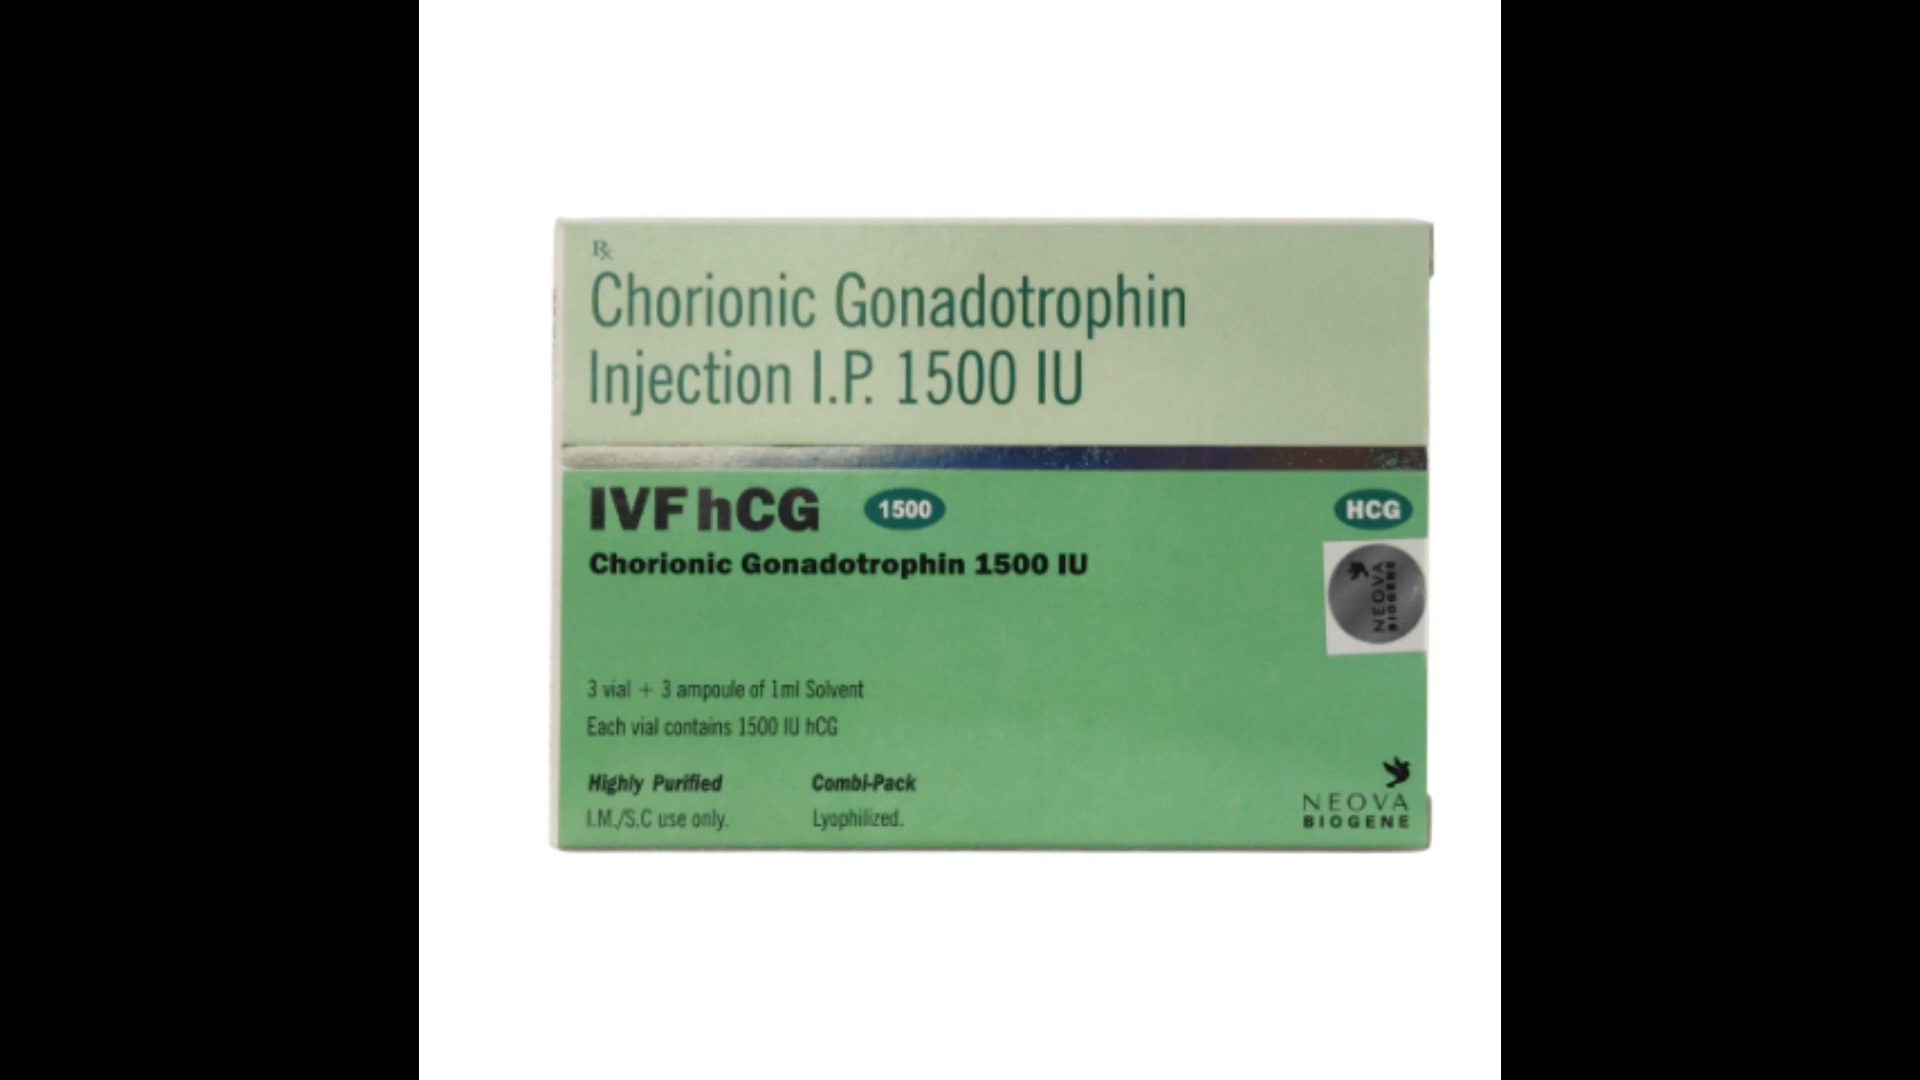 Rx
Chorionic Gonadotrophin
Injection I.P. 1500 IU
IVF hCG 1500 HCG
Chorionic Gonadotrophin 1500 IU
NEOVA
BIOGENE
3 vial + 3 ampoule of 1ml Solvent
Each vial contains 1500 IU hCG
Highly Purified Combi-Pack
I.M./S.C use only. Lyophilized.
NEOVA
BIOGENE